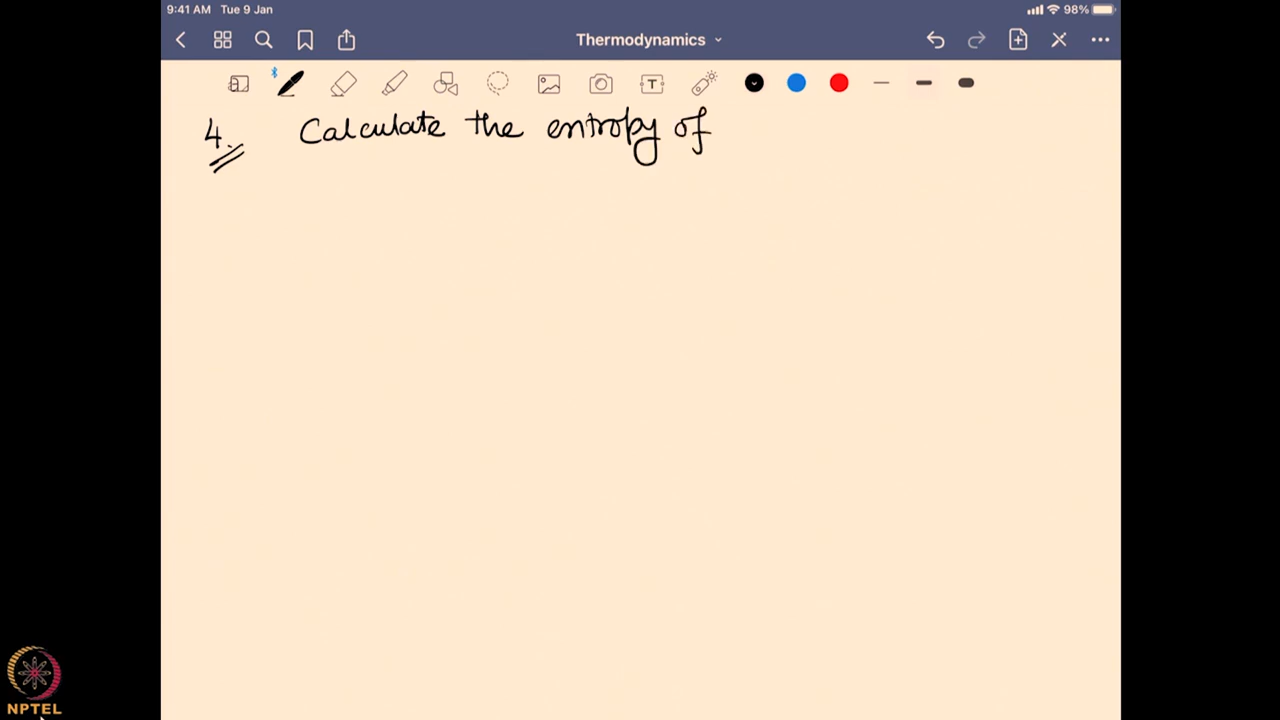 9:41 AM Tue 9 Jan 98%
Thermodynamics
T
4. Calculate the entropy of
NPTEL